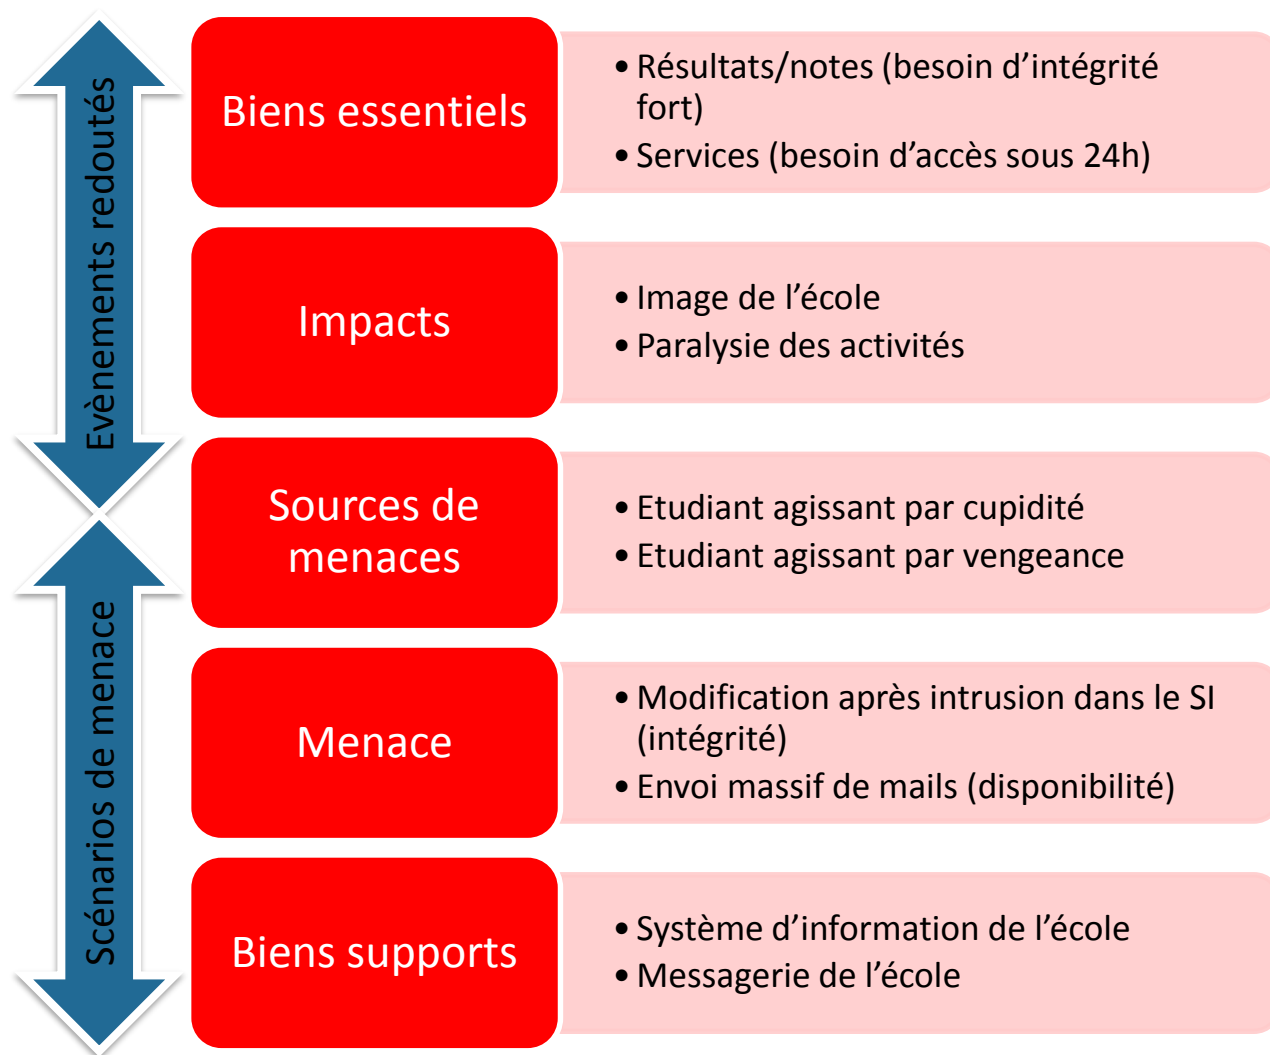 Evènements redoutés
Biens essentiels
• Résultats/notes (besoin d’intégrité
fort)
• Services (besoin d’accès sous 24h)
Impacts
• Image de l’école
• Paralysie des activités
Sources de
menaces
• Etudiant agissant par cupidité
• Etudiant agissant par vengeance
Scénarios de menace
Menace
• Modification après intrusion dans le SI
(intégrité)
• Envoi massif de mails (disponibilité)
Biens supports
• Système d’information de l’école
• Messagerie de l’école